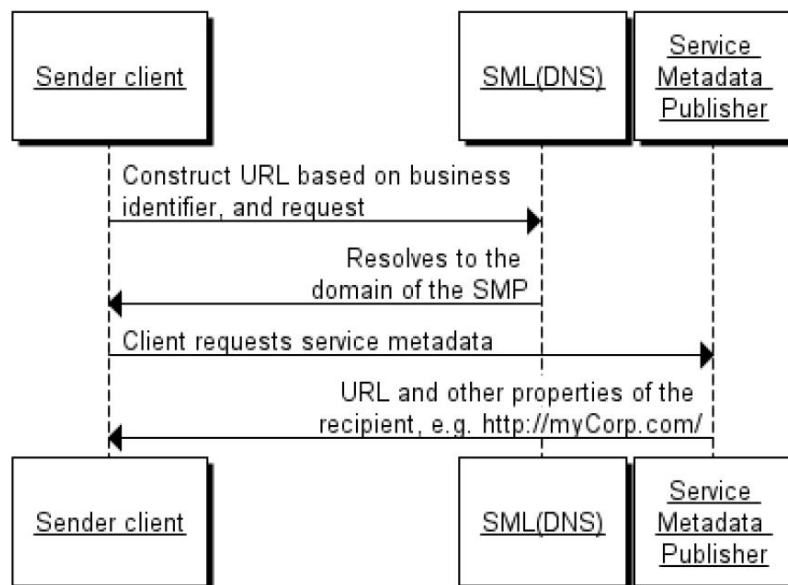 Sender client
SML(DNS)
Service
Metadata
Publisher
Construct URL based on business
identifier, and request
Resolves to the
domain of the SMP
Client requests service metadata
URL and other properties of the
recipient, e.g. http://myCorp.com/
Sender client
SML(DNS)
Service
Metadata
Publisher